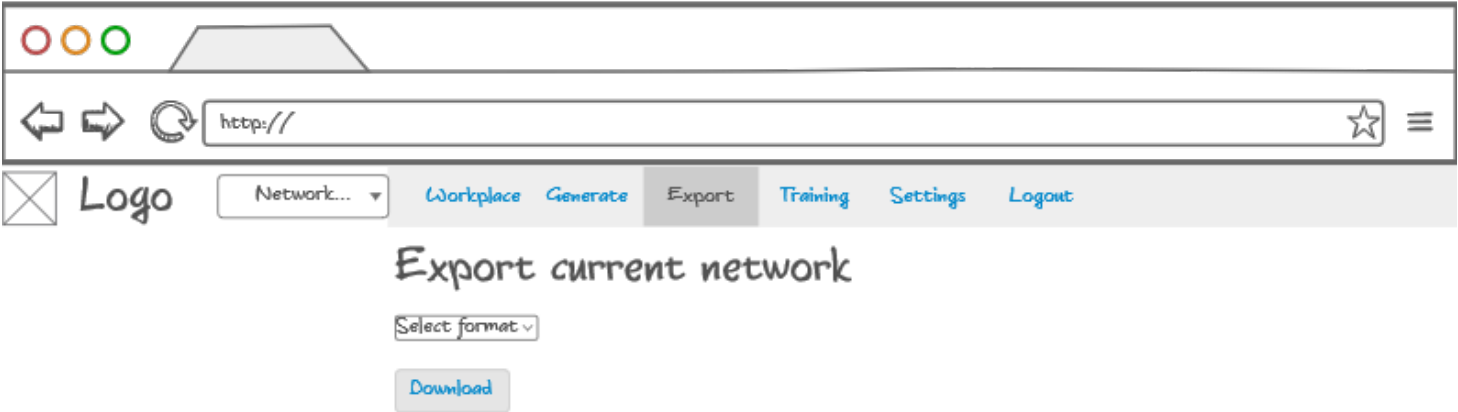 http://
Logo Network... Workplace Generate Export Training Settings Logout
Export current network
Select format
Download